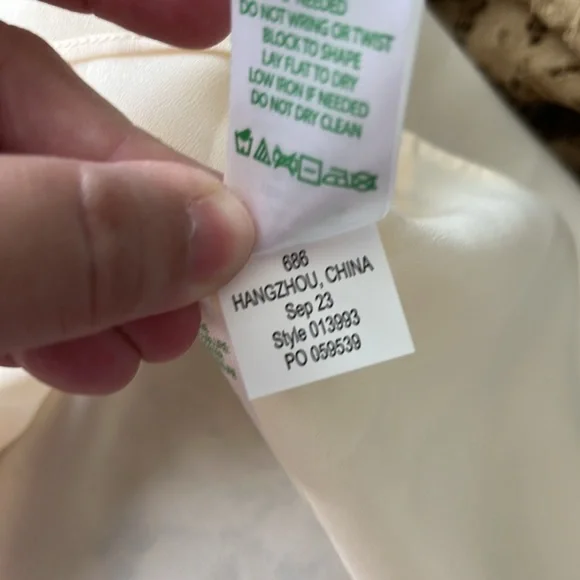 NEEDED
DO NOT WRING OR TWIST
BLOCK TO SHAPE
LAY FLAT TO DRY
LOW IRON IF NEEDED
DO NOT DRY CLEAN
686
HANGZHOU, CHINA
Sep 23
Style 013993
PO 059539